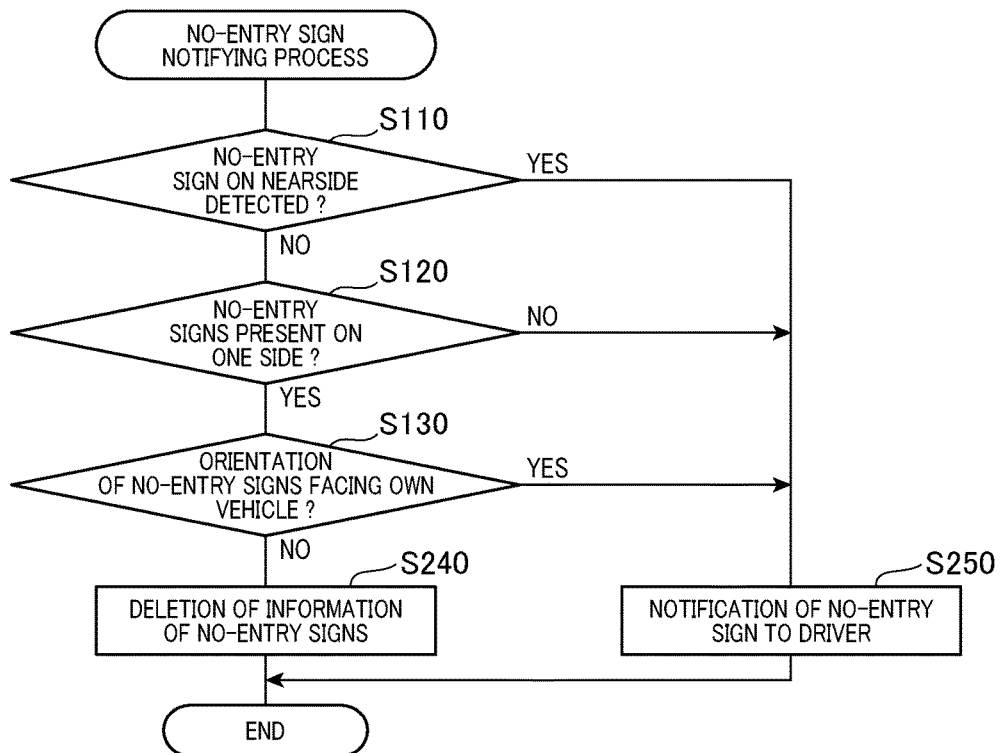 NO-ENTRY SIGN
NOTIFYING PROCESS
S110
NO-ENTRY
SIGN ON NEARSIDE
DETECTED ?
YES
NO
S120
NO-ENTRY
SIGNS PRESENT ON
ONE SIDE ?
NO
YES
S130
ORIENTATION
OF NO-ENTRY SIGNS FACING OWN
VEHICLE ?
YES
NO
S240
DELETION OF INFORMATION
OF NO-ENTRY SIGNS
S250
NOTIFICATION OF NO-ENTRY
SIGN TO DRIVER
END